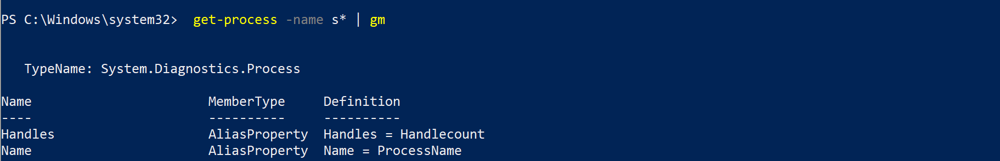 PS C:\Windows\system32>  get-process -name s* | gm
TypeName: System.Diagnostics.Process
Name MemberType Definition
---- ---------- ----------
Handles AliasProperty Handles = Handlecount
Name AliasProperty Name = ProcessName